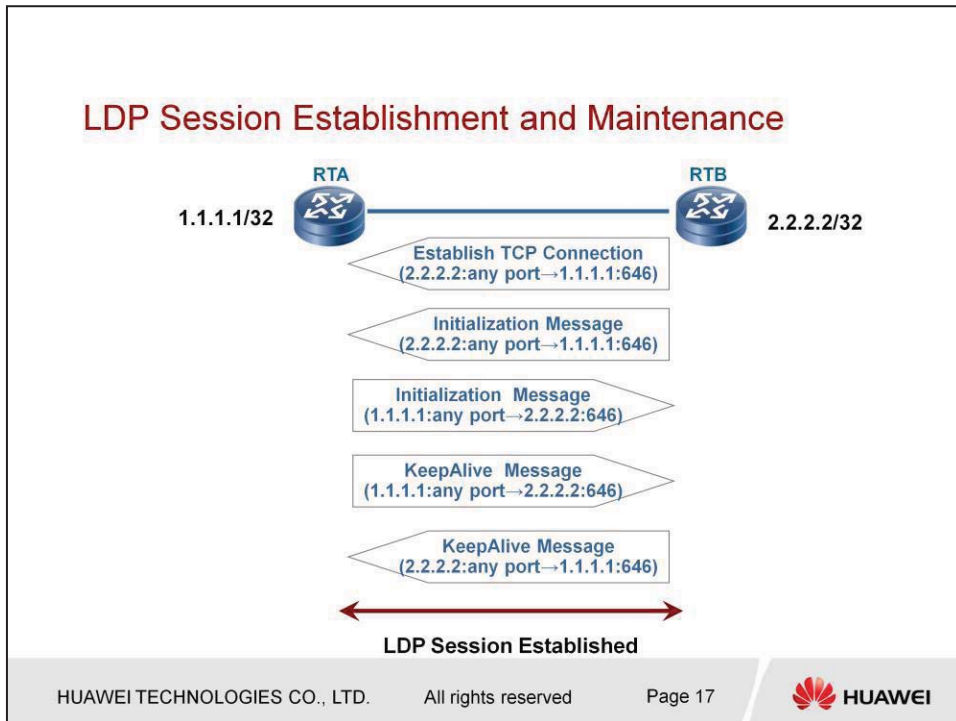 LDP Session Establishment and Maintenance
RTA
RTB
1.1.1.1/32
2.2.2.2/32
Establish TCP Connection
(2.2.2.2:any port→1.1.1.1:646)
Initialization Message
(2.2.2.2:any port→1.1.1.1:646)
Initialization Message
(1.1.1.1:any port→2.2.2.2:646)
KeepAlive Message
(1.1.1.1:any port→2.2.2.2:646)
KeepAlive Message
(2.2.2.2:any port→1.1.1.1:646)
LDP Session Established
HUAWEI TECHNOLOGIES CO., LTD.
All rights reserved
Page 17
HUAWEI